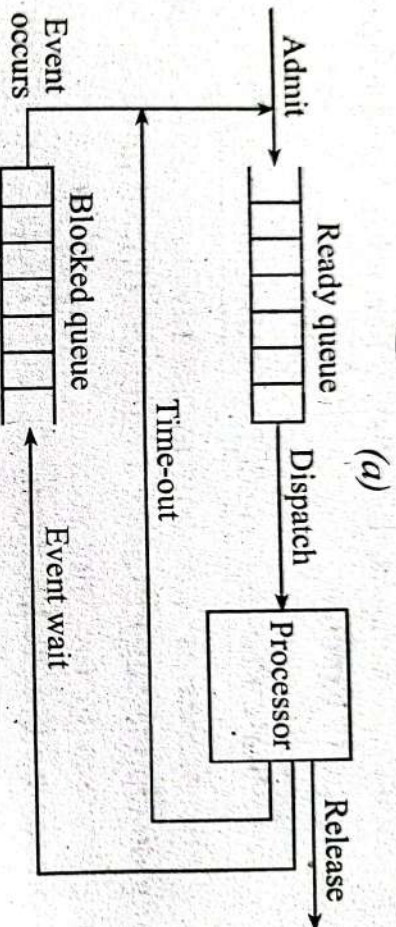 (a)
Admit
Ready queue
Dispatch
Processor
Release
Time-out
Event
occurs
Blocked queue
Event wait